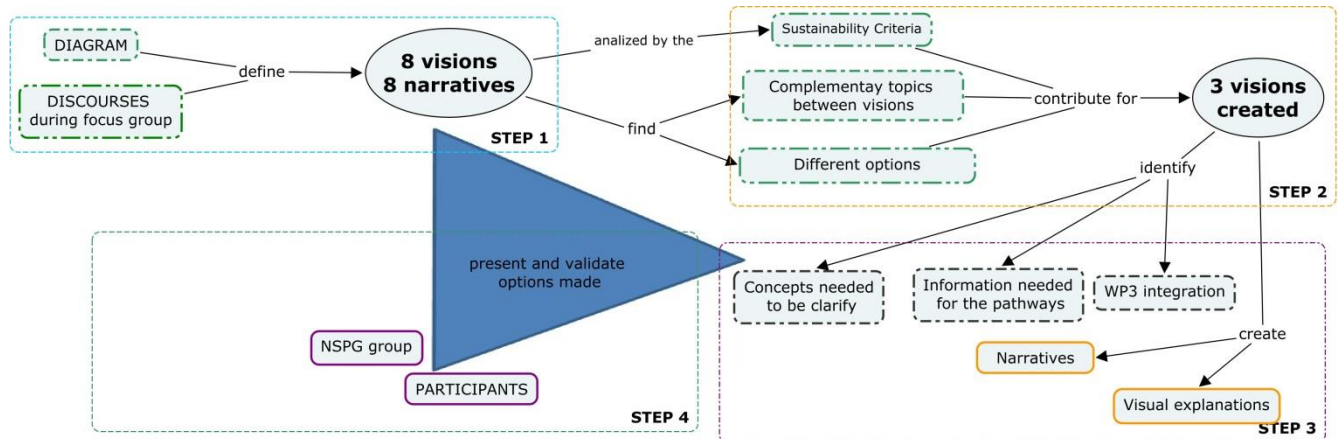 DIAGRAM
DISCOURSES
during focus group
define
8 visions
8 narratives
STEP 1
analized by the
find
Sustainability Criteria
Complementay topics
between visions
Different options
contribute for
3 visions
created
STEP 2
identify
Concepts needed
to be clarify
Information needed
for the pathways
WP3 integration
create
Narratives
Visual explanations
STEP 3
present and validate
options made
NSPG group
PARTICIPANTS
STEP 4